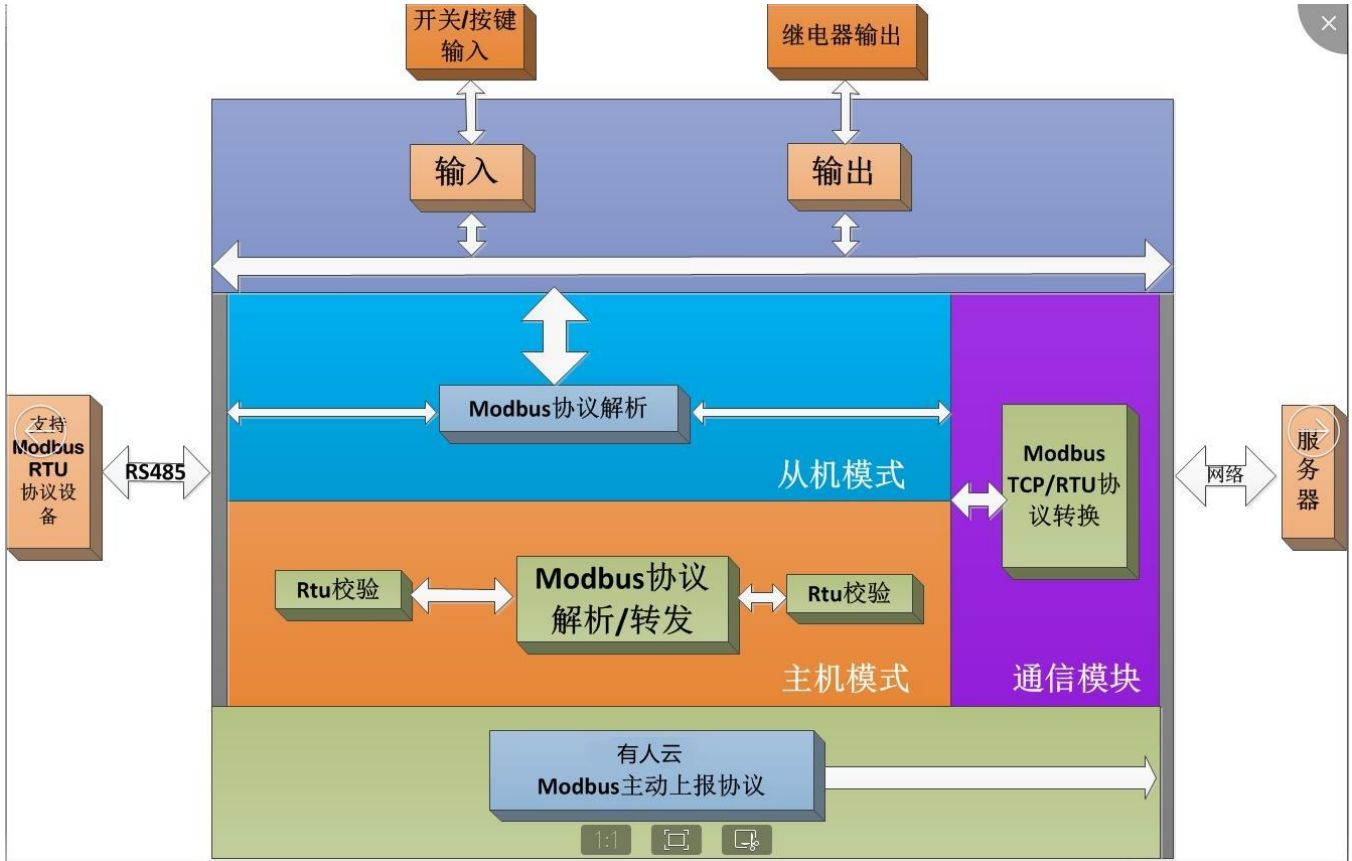 开关/按键
输入
继电器输出
输入
输出
Modbus协议解析
从机模式
支持
Modbus
RTU
协议设
备
RS485
Modbus
TCP/RTU协
议转换
网络
服
务
器
Rtu校验
Modbus协议
解析/转发
Rtu校验
主机模式
通信模块
有人云
Modbus主动上报协议
1:1